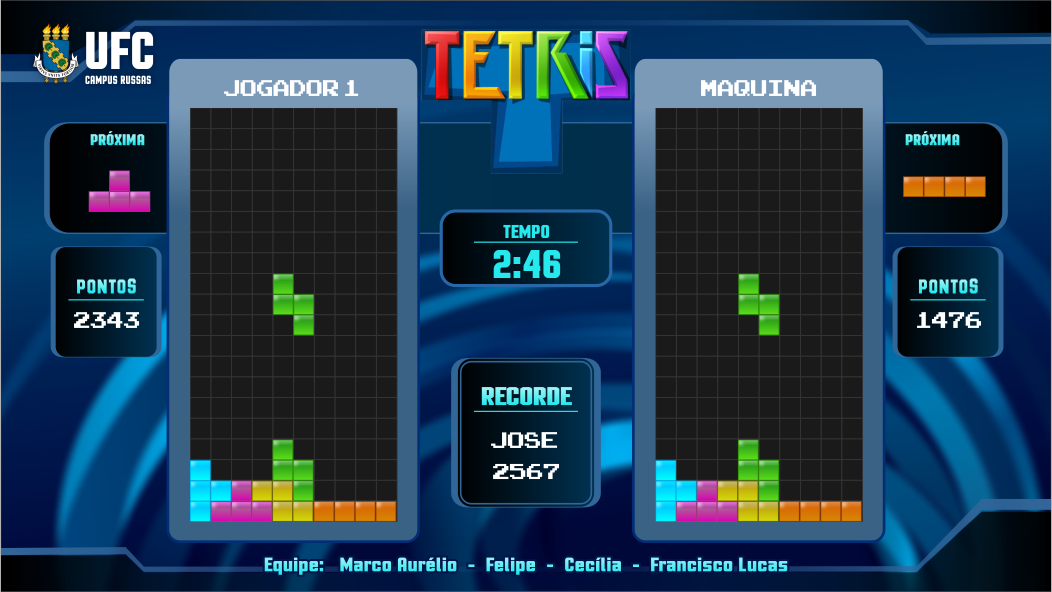 UFC
CAMPUS RUSSAS
TETRIS
JOGADOR 1
MAQUINA
PRÓXIMA
PRÓXIMA
TEMPO
2:46
PONTOS
2343
PONTOS
1476
RECORDE
JOSE
2567
Equipe: Marco Aurélio - Felipe - Cecília - Francisco Lucas